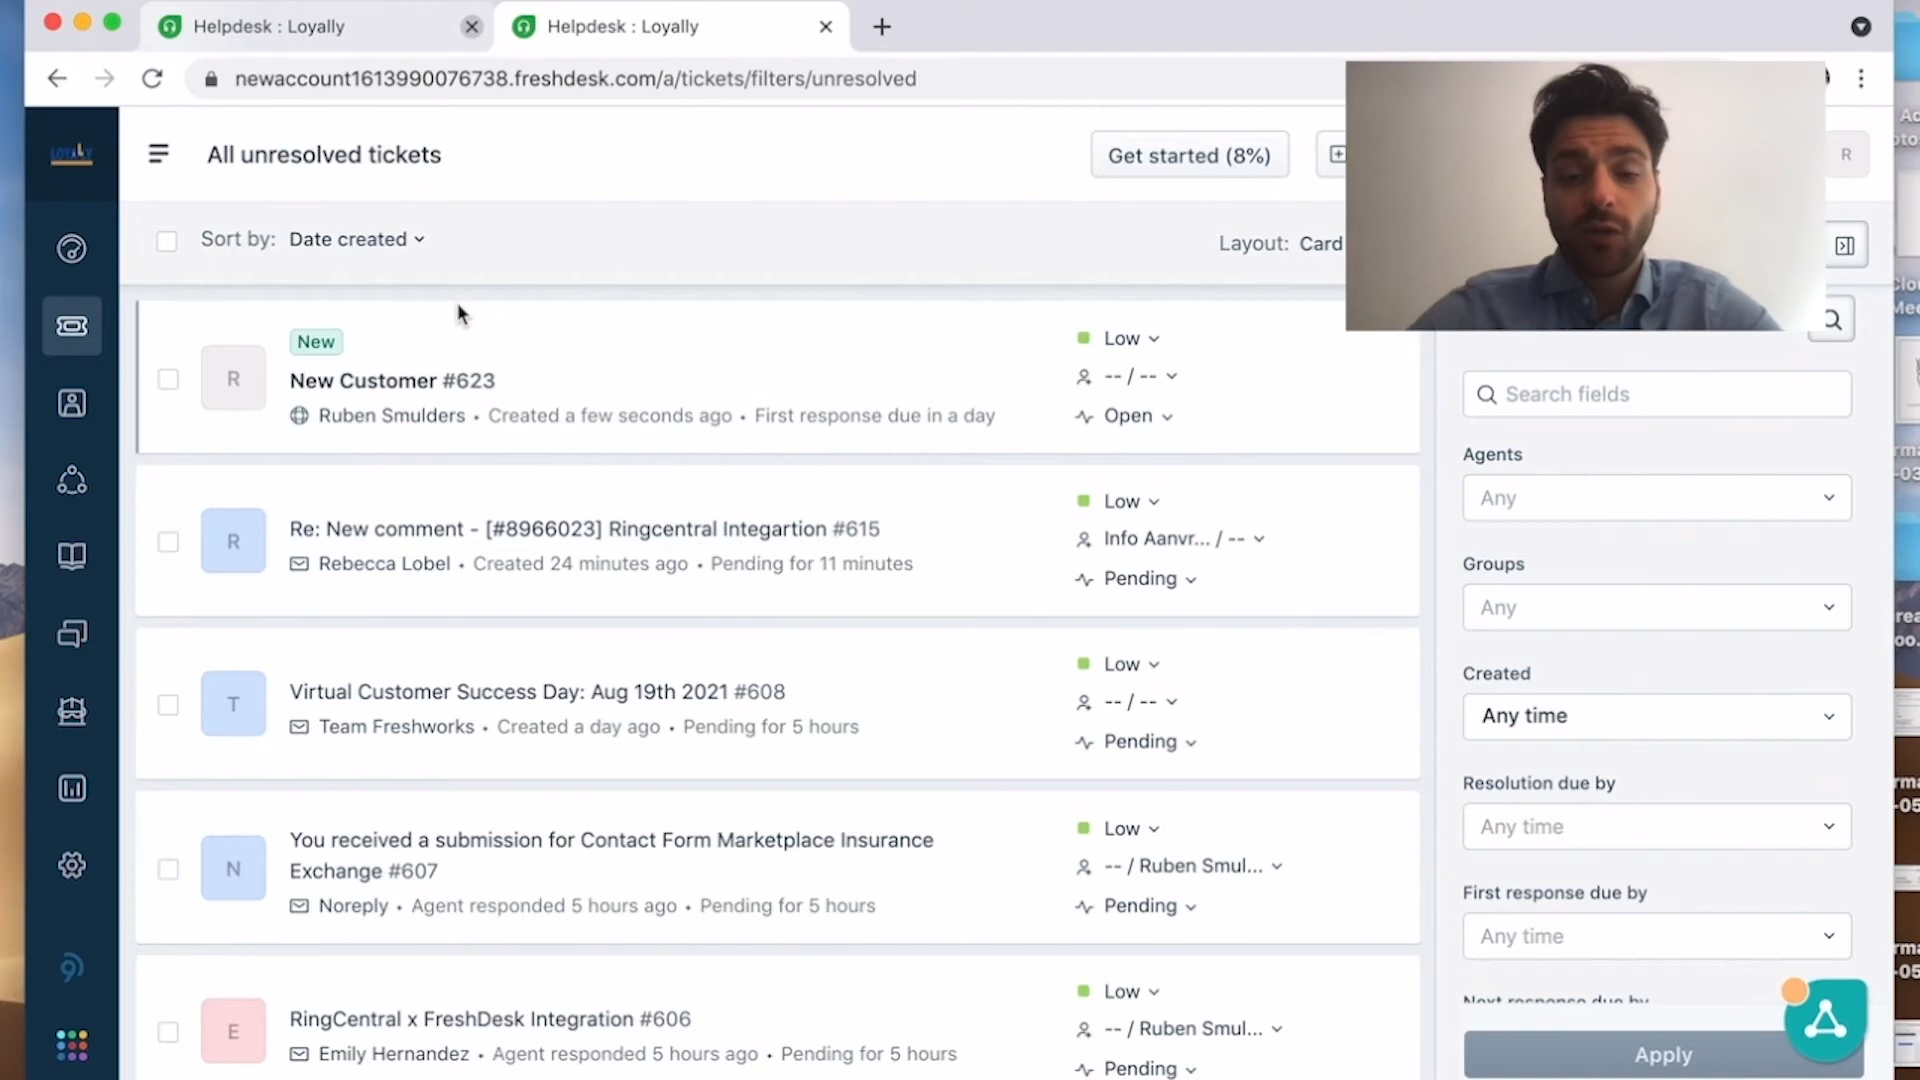 Helpdesk : Loyally
Helpdesk : Loyally
newaccount1613990076738.freshdesk.com/a/tickets/filters/unresolved
LOYALLY
All unresolved tickets
Get started (8%)
R
Sort by: Date created
Layout: Card
New
R
New Customer #623
Ruben Smulders • Created a few seconds ago • First response due in a day
Low
-- / --
Open
R
Re: New comment - [#8966023] Ringcentral Integartion #615
Rebecca Lobel • Created 24 minutes ago • Pending for 11 minutes
Low
Info Aanvr... / --
Pending
T
Virtual Customer Success Day: Aug 19th 2021 #608
Team Freshworks • Created a day ago • Pending for 5 hours
Low
-- / --
Pending
N
You received a submission for Contact Form Marketplace Insurance
Exchange #607
Noreply • Agent responded 5 hours ago • Pending for 5 hours
Low
-- / Ruben Smul...
Pending
E
RingCentral x FreshDesk Integration #606
Emily Hernandez • Agent responded 5 hours ago • Pending for 5 hours
Low
-- / Ruben Smul...
Pending
Search fields
Agents
Any
Groups
Any
Created
Any time
Resolution due by
Any time
First response due by
Any time
Next response due by
Apply